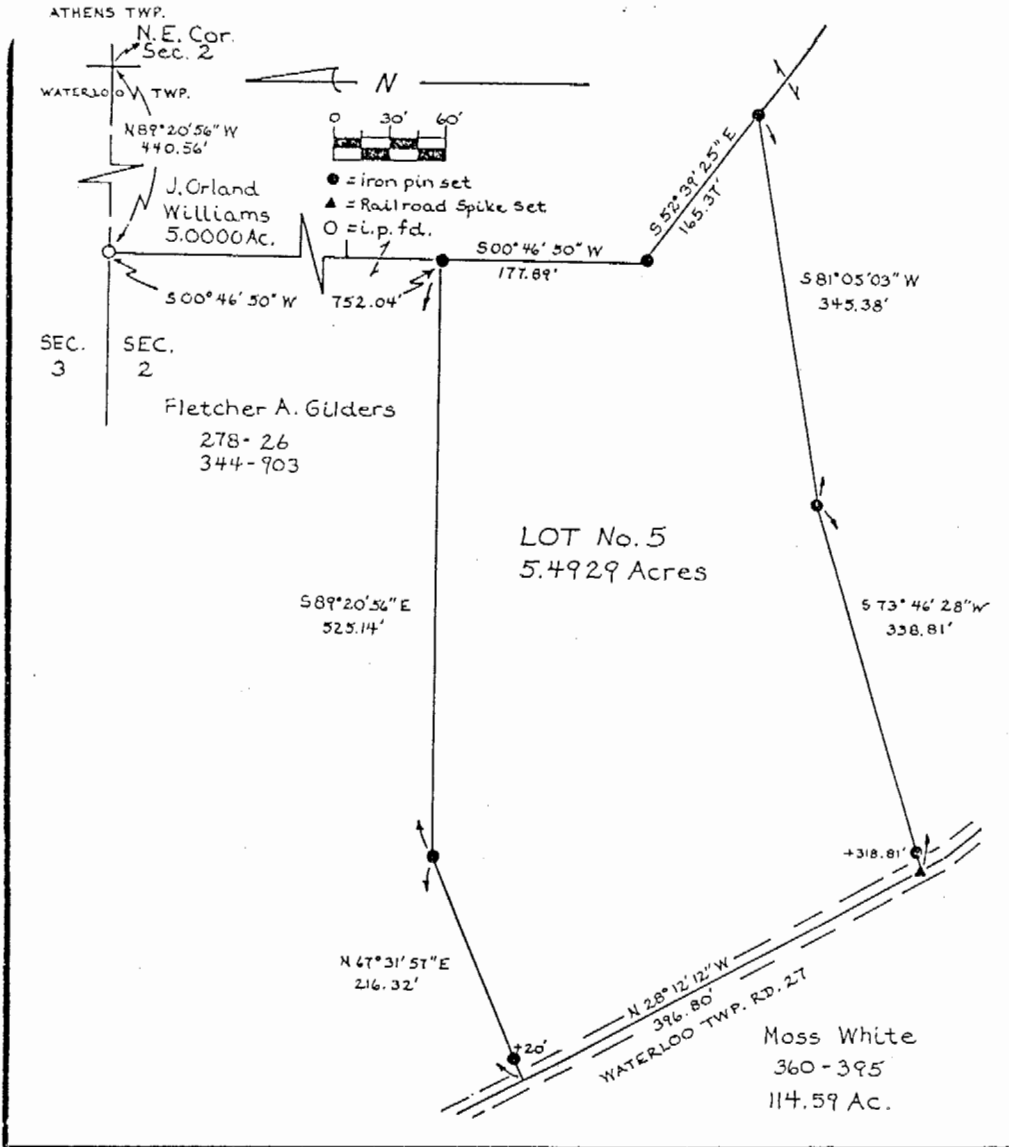 ATHENS TWP.
N.E. Cor.
Sec. 2
WATERLOO TWP.
N
N89°20'56" W
440.56'
0 30' 60'
● = iron pin set
▲ = Railroad Spike Set
○ = i.p. fd.
J. Orland
Williams
5.0000 Ac.
S00°46'50" W
752.04'
S00°46'50" W
177.89'
S52°39'25" E
165.37'
S81°05'03" W
345.38'
SEC. 3
SEC. 2
Fletcher A. Gilders
278-26
344-903
LOT No. 5
5.4929 Acres
S89°20'56" E
525.14'
S73°46'28" W
338.81'
+318.81'
N67°31'57" E
216.32'
+20'
N28°12'12" W
396.80'
WATERLOO TWP. RD. 27
Moss White
360-395
114.59 Ac.